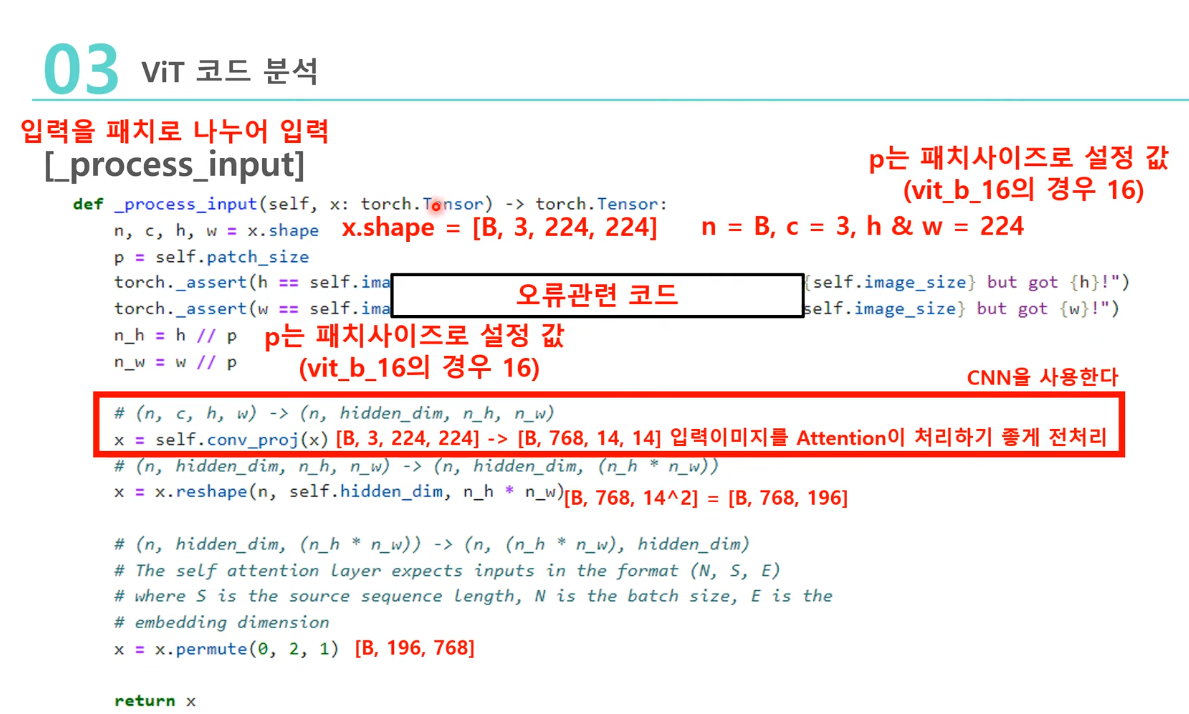 03 ViT 코드 분석
입력을 패치로 나누어 입력
[_process_input]
p는 패치사이즈로 설정 값
(vit_b_16의 경우 16)
def _process_input(self, x: torch.Tensor) -> torch.Tensor:
n, c, h, w = x.shape x.shape = [B, 3, 224, 224] n = B, c = 3, h & w = 224
p = self.patch_size
torch._assert(h == self.ima {self.image_size} but got {h}!")
오류관련 코드
torch._assert(w == self.ima self.image_size} but got {w}!")
n_h = h // p
p는 패치사이즈로 설정 값
n_w = w // p
(vit_b_16의 경우 16)
CNN을 사용한다
# (n, c, h, w) -> (n, hidden_dim, n_h, n_w)
x = self.conv_proj(x) [B, 3, 224, 224] -> [B, 768, 14, 14] 입력이미지를 Attention이 처리하기 좋게 전처리
# (n, hidden_dim, n_h, n_w) -> (n, hidden_dim, (n_h * n_w))
x = x.reshape(n, self.hidden_dim, n_h * n_w) [B, 768, 14^2] = [B, 768, 196]
# (n, hidden_dim, (n_h * n_w)) -> (n, (n_h * n_w), hidden_dim)
# The self attention layer expects inputs in the format (N, S, E)
# where S is the source sequence length, N is the batch size, E is the
# embedding dimension
x = x.permute(0, 2, 1) [B, 196, 768]
return x